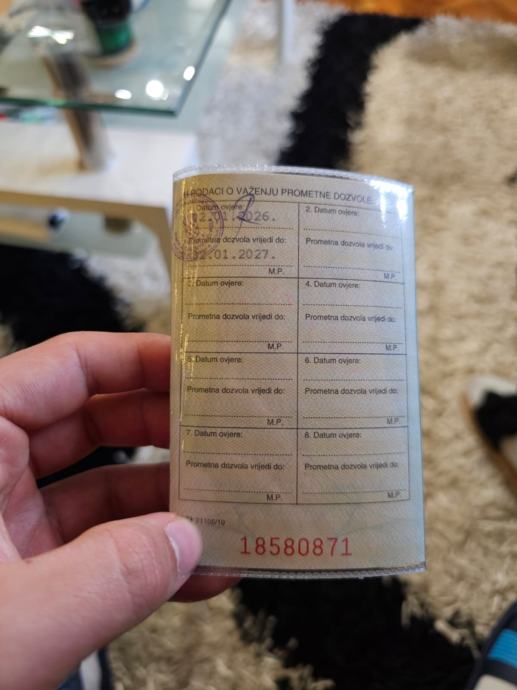 PODACI O VAŽENJU PROMETNE DOZVOLE
Datum ovjere:
2.01.2026.
Prometna dozvola vrijedi do:
2.01.2027.
M.P.
2. Datum ovjere:
Prometna dozvola vrijedi do:
M.P.
3. Datum ovjere:
Prometna dozvola vrijedi do:
M.P.
4. Datum ovjere:
Prometna dozvola vrijedi do:
M.P.
5. Datum ovjere:
Prometna dozvola vrijedi do:
M.P.
6. Datum ovjere:
Prometna dozvola vrijedi do:
M.P.
7. Datum ovjere:
Prometna dozvola vrijedi do:
M.P.
8. Datum ovjere:
Prometna dozvola vrijedi do:
M.P.
18580871